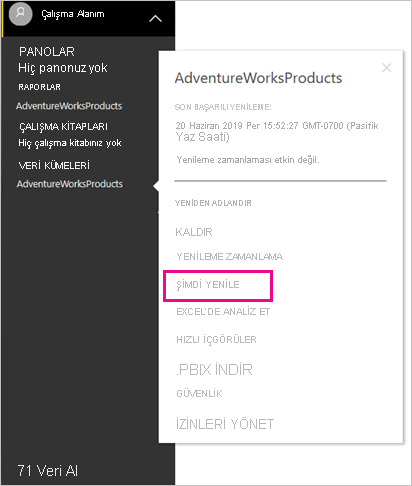 Çalışma Alanım
PANOLAR
Hiç panonuz yok
RAPORLAR
AdventureWorksProducts
ÇALIŞMA KİTAPLARI
Hiç çalışma kitabınız yok
VERİ KÜMELERİ
AdventureWorksProducts
71 Veri Al
AdventureWorksProducts
SON BAŞARILI YENİLEME:
20 Haziran 2019 Per 15:52:27 GMT-0700 (Pasifik
Yaz Saati)
Yenileme zamanlaması etkin değil.
YENİDEN ADLANDIR
KALDIR
YENİLEME ZAMANLAMA
ŞİMDİ YENİLE
EXCEL'DE ANALİZ ET
HIZLI İÇGÖRÜLER
.PBIX İNDİR
GÜVENLİK
İZİNLERİ YÖNET